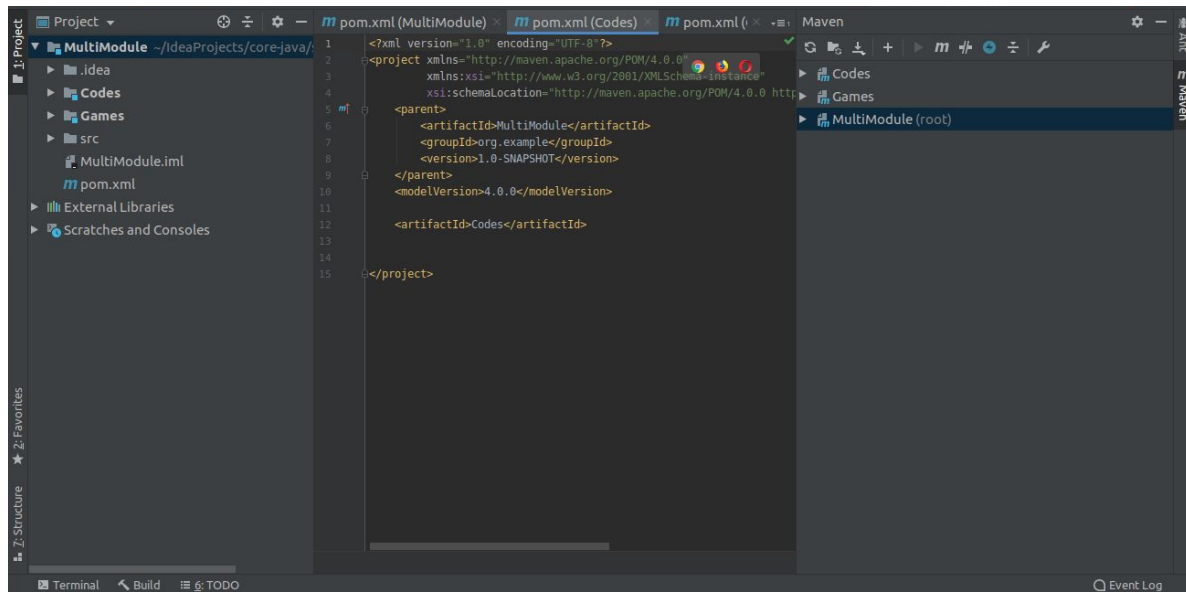 1: Project
Project
MultiModule ~/IdeaProjects/core-java/
.idea
Codes
Games
src
MultiModule.iml
m pom.xml
External Libraries
Scratches and Consoles
2: Favorites
7: Structure
m pom.xml (MultiModule)
m pom.xml (Codes)
m pom.xml (
1 <?xml version="1.0" encoding="UTF-8"?>
2 <project xmlns="http://maven.apache.org/POM/4.0.0"
3 xmlns:xsi="http://www.w3.org/2001/XMLSchema-instance"
4 xsi:schemaLocation="http://maven.apache.org/POM/4.0.0 http
5 <parent>
6 <artifactId>MultiModule</artifactId>
7 <groupId>org.example</groupId>
8 <version>1.0-SNAPSHOT</version>
9 </parent>
10 <modelVersion>4.0.0</modelVersion>
11
12 <artifactId>Codes</artifactId>
13
14
15 </project>
Maven
m
Codes
Games
MultiModule (root)
Ant
m Maven
Terminal
Build
6: TODO
Event Log